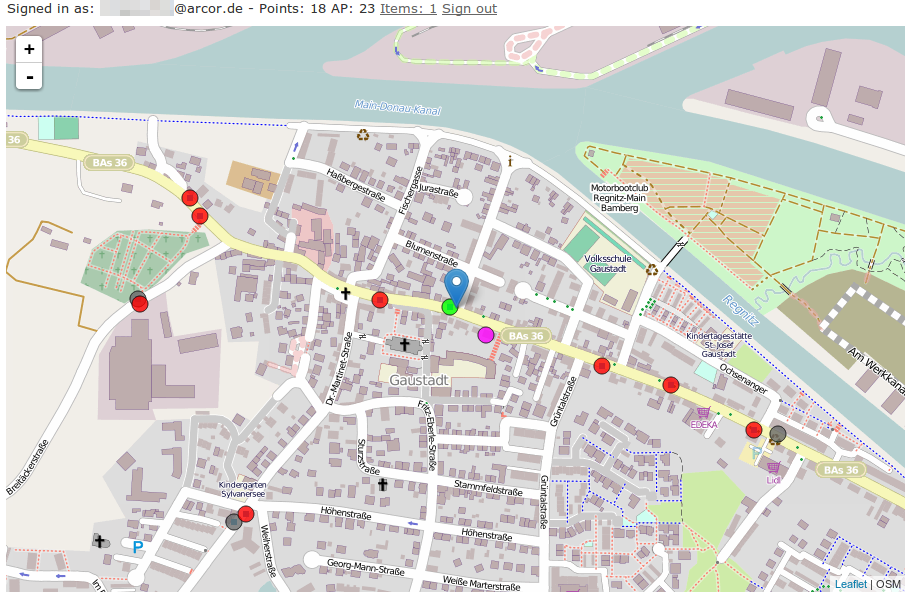 Signed in as: @arcor.de - Points: 18 AP: 23 Items: 1 Sign out
+
-
Main-Donau-Kanal
36
BAs 36
Haßbergestraße
Fischergasse
Jurastraße
i
Motorbootclub
Regnitz-Main
Bamberg
Blumenstraße
Volksschule
Gaustadt
Regnitz
BAs 36
Kindertagesstätte
St. Josef
Gaustadt
Am Werkkanal
Dr.-Martinet-Straße
Gaustadt
Ochsenanger
Grüntalstraße
Fritz-Eberle-Straße
EDEKA
Sturzstraße
P
Lidl
BAs 36
Breitäckerstraße
Kindergarten
Sylvanersee
Stammfeldstraße
Grüntalstraße
Höhenstraße
Höhenstraße
Weiherstraße
P
Georg-Mann-Straße
Weiße Marterstraße
Leaflet | OSM